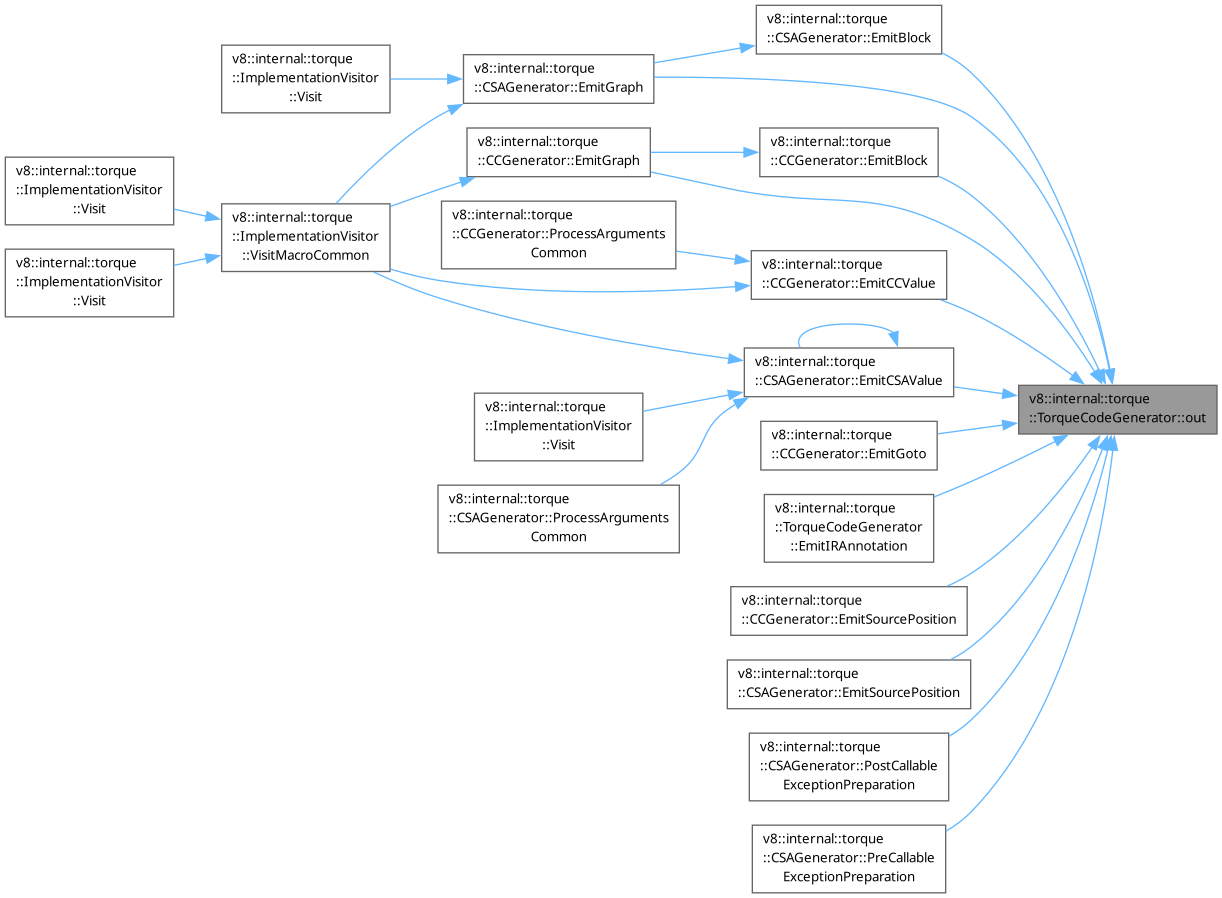 v8::internal::torque
::CSAGenerator::EmitBlock
v8::internal::torque
::ImplementationVisitor
::Visit
v8::internal::torque
::CSAGenerator::EmitGraph
v8::internal::torque
::CCGenerator::EmitGraph
v8::internal::torque
::CCGenerator::EmitBlock
v8::internal::torque
::ImplementationVisitor
::Visit
v8::internal::torque
::ImplementationVisitor
::VisitMacroCommon
v8::internal::torque
::CCGenerator::ProcessArguments
Common
v8::internal::torque
::ImplementationVisitor
::Visit
v8::internal::torque
::CCGenerator::EmitCCValue
v8::internal::torque
::CSAGenerator::EmitCSAValue
v8::internal::torque
::TorqueCodeGenerator::out
v8::internal::torque
::ImplementationVisitor
::Visit
v8::internal::torque
::CCGenerator::EmitGoto
v8::internal::torque
::CSAGenerator::ProcessArguments
Common
v8::internal::torque
::TorqueCodeGenerator
::EmitIRAnnotation
v8::internal::torque
::CCGenerator::EmitSourcePosition
v8::internal::torque
::CSAGenerator::EmitSourcePosition
v8::internal::torque
::CSAGenerator::PostCallable
ExceptionPreparation
v8::internal::torque
::CSAGenerator::PreCallable
ExceptionPreparation